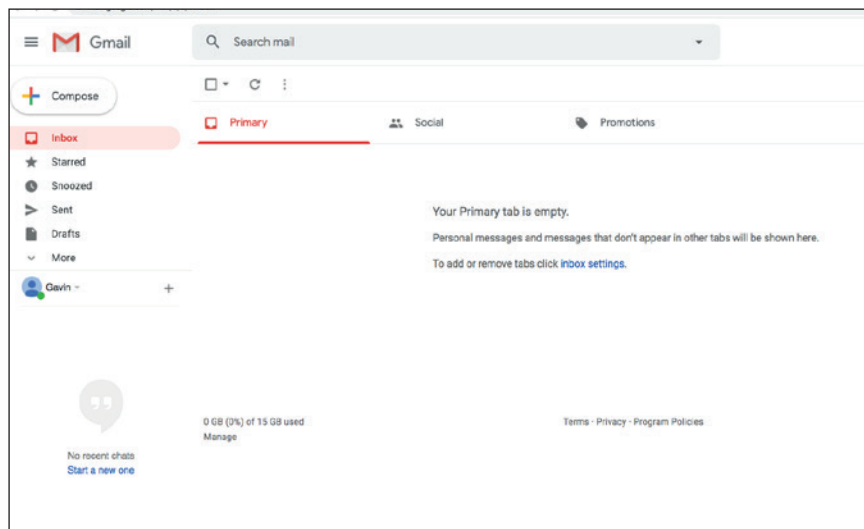 Gmail
Search mail
Compose
Primary
Social
Promotions
Inbox
Starred
Snoozed
Sent
Drafts
More
Gavin
Your Primary tab is empty.
Personal messages and messages that don't appear in other tabs will be shown here.
To add or remove tabs click inbox settings.
0 GB (0%) of 15 GB used
Manage
Terms · Privacy · Program Policies
No recent chats
Start a new one